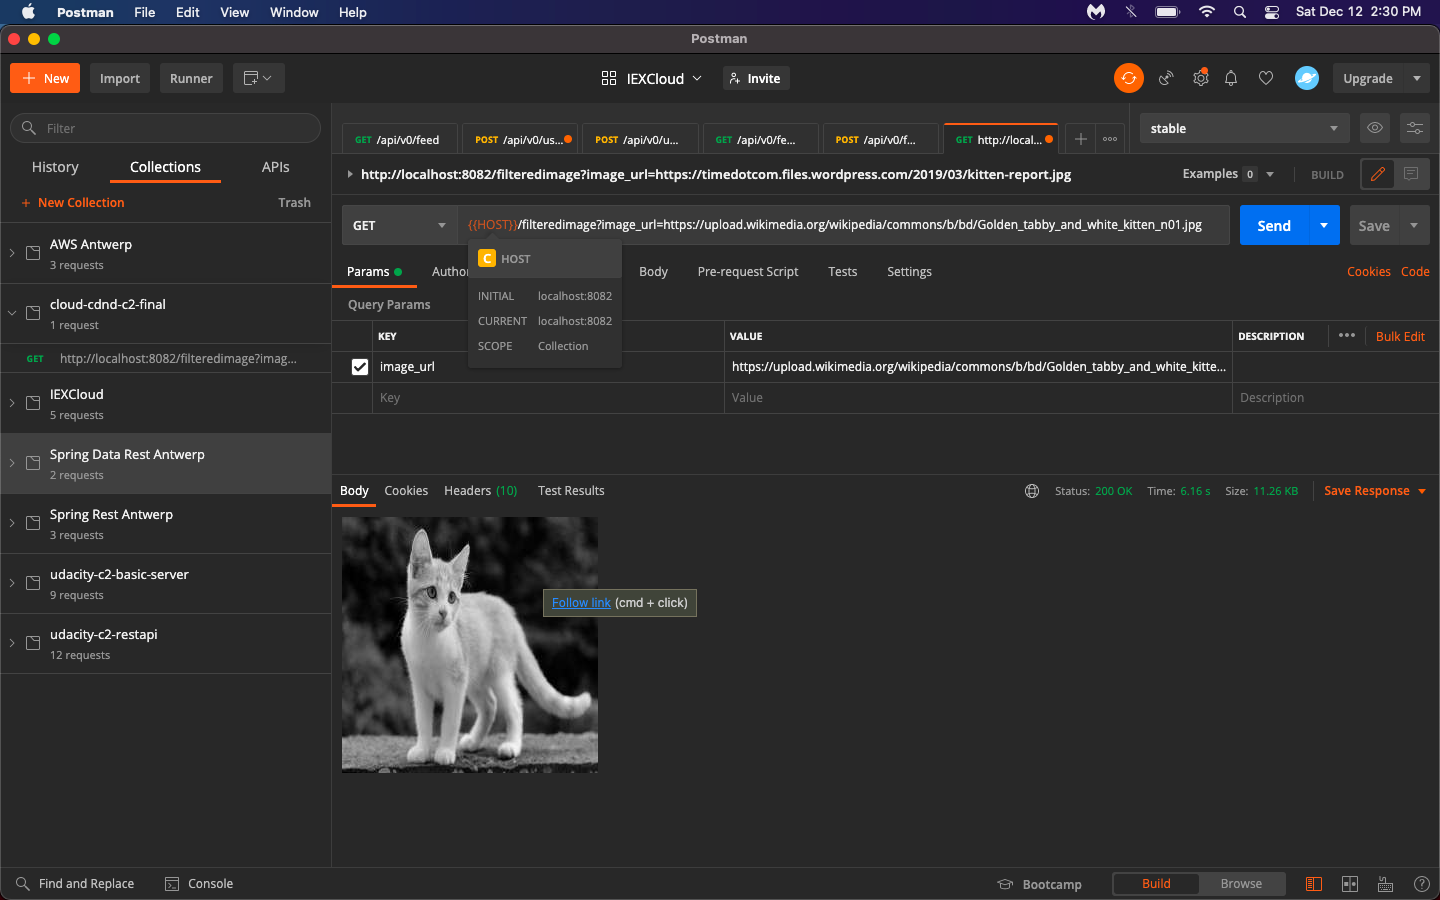 Postman File Edit View Window Help Sat Dec 12 2:30 PM
Postman
New Import Runner IEXCloud Invite Upgrade
Filter
History Collections APIs
+ New Collection Trash
AWS Antwerp
3 requests
cloud-cdnd-c2-final
1 request
GET http://localhost:8082/filteredimage?imag...
IEXCloud
5 requests
Spring Data Rest Antwerp
2 requests
Spring Rest Antwerp
3 requests
udacity-c2-basic-server
9 requests
udacity-c2-restapi
12 requests
GET /api/v0/feed POST /api/v0/us... POST /api/v0/u... GET /api/v0/fe... POST /api/v0/f... GET http://local...
stable
http://localhost:8082/filteredimage?image_url=https://timedotcom.files.wordpress.com/2019/03/kitten-report.jpg
Examples 0 BUILD
GET {{HOST}}/filteredimage?image_url=https://upload.wikimedia.org/wikipedia/commons/b/bd/Golden_tabby_and_white_kitten_n01.jpg
Send Save
C HOST
INITIAL localhost:8082
CURRENT localhost:8082
SCOPE Collection
Params Author Body Pre-request Script Tests Settings Cookies Code
Query Params
KEY VALUE DESCRIPTION Bulk Edit
image_url https://upload.wikimedia.org/wikipedia/commons/b/bd/Golden_tabby_and_white_kitte...
Key Value Description
Body Cookies Headers (10) Test Results Status: 200 OK Time: 6.16 s Size: 11.26 KB Save Response
Follow link (cmd + click)
Find and Replace Console Bootcamp Build Browse